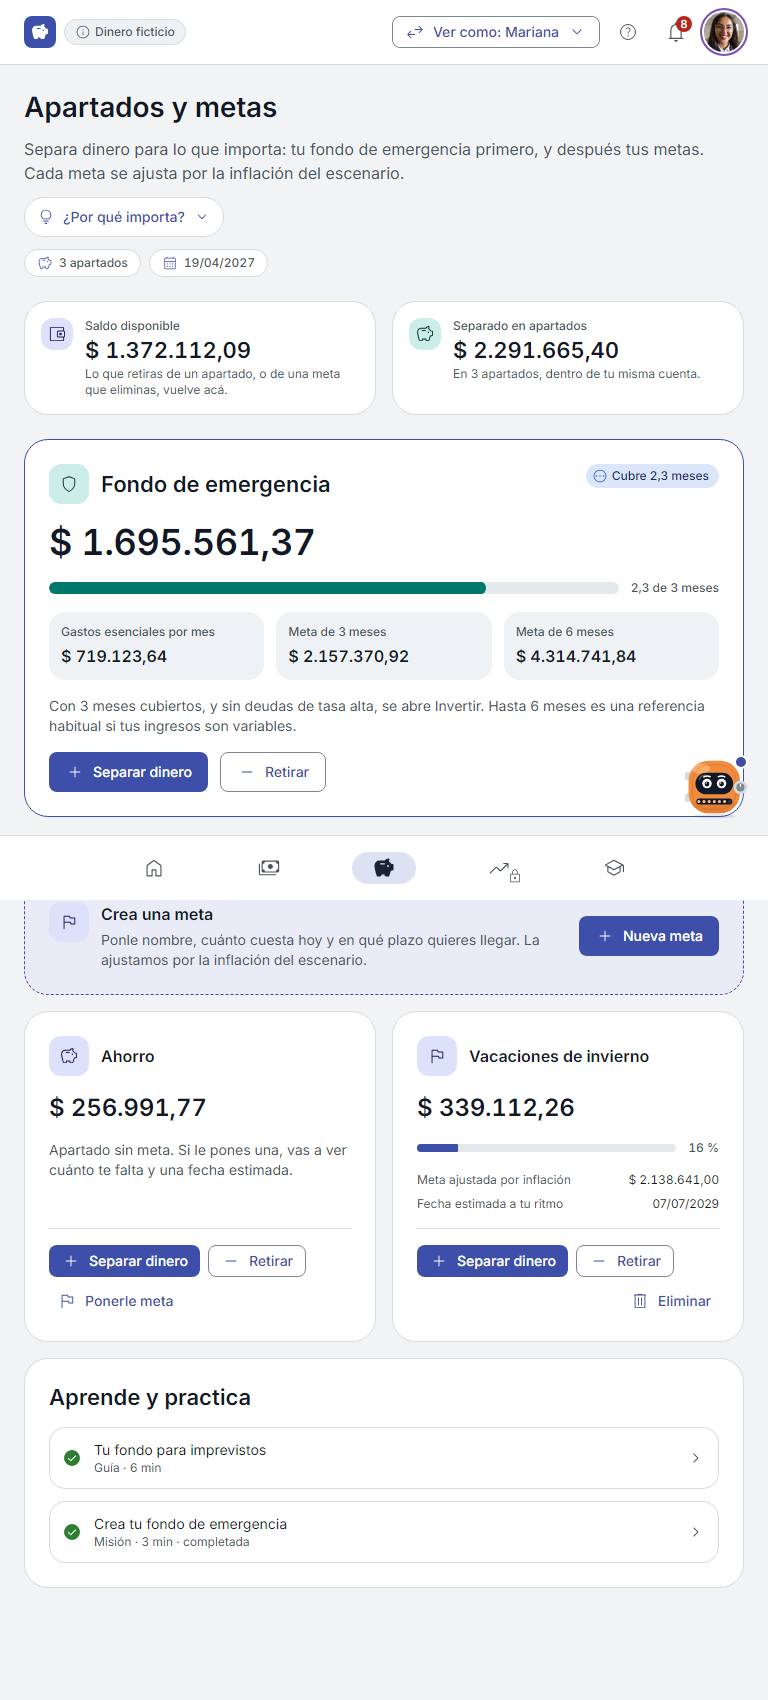 Dinero ficticio
Ver como: Mariana
8
Apartados y metas
Separa dinero para lo que importa: tu fondo de emergencia primero, y después tus metas.
Cada meta se ajusta por la inflación del escenario.
¿Por qué importa?
3 apartados
19/04/2027
Saldo disponible
$ 1.372.112,09
Lo que retiras de un apartado, o de una meta
que eliminas, vuelve acá.
Separado en apartados
$ 2.291.665,40
En 3 apartados, dentro de tu misma cuenta.
Fondo de emergencia
Cubre 2,3 meses
$ 1.695.561,37
2,3 de 3 meses
Gastos esenciales por mes
$ 719.123,64
Meta de 3 meses
$ 2.157.370,92
Meta de 6 meses
$ 4.314.741,84
Con 3 meses cubiertos, y sin deudas de tasa alta, se abre Invertir. Hasta 6 meses es una referencia
habitual si tus ingresos son variables.
Separar dinero
Retirar
Crea una meta
Ponle nombre, cuánto cuesta hoy y en qué plazo quieres llegar. La
ajustamos por la inflación del escenario.
Nueva meta
Ahorro
$ 256.991,77
Apartado sin meta. Si le pones una, vas a ver
cuánto te falta y una fecha estimada.
Separar dinero
Retirar
Ponerle meta
Vacaciones de invierno
$ 339.112,26
16 %
Meta ajustada por inflación
$ 2.138.641,00
Fecha estimada a tu ritmo
07/07/2029
Separar dinero
Retirar
Eliminar
Aprende y practica
Tu fondo para imprevistos
Guía · 6 min
Crea tu fondo de emergencia
Misión · 3 min · completada